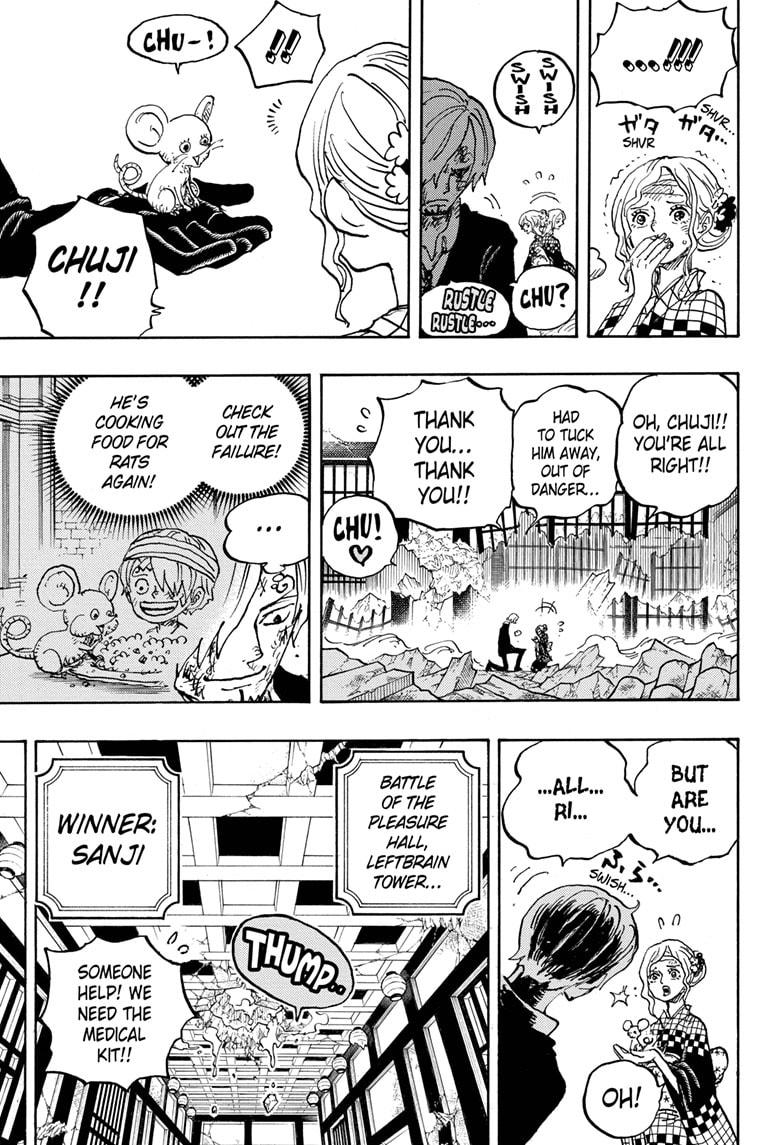 ....!!!
SHVR...
ガタ ガタ...
SHVR
SWISH
SWISH
CHU?
RUSTLE
RUSTLE...
!!
CHU–!
CHUJI
!!
OH, CHUJI!!
YOU'RE ALL
RIGHT!!
HAD
TO TUCK
HIM AWAY,
OUT OF
DANGER...
THANK
YOU...
THANK
YOU!!
CHU!
♡
CHECK
OUT THE
FAILURE!
HE'S
COOKING
FOOD FOR
RATS
AGAIN!
...
BUT
ARE
YOU...
...ALL...
RI...
ふら...
SWISH...
OH!
BATTLE
OF THE
PLEASURE
HALL,
LEFTBRAIN
TOWER...
WINNER:
SANJI
THUMP..
SOMEONE
HELP! WE
NEED THE
MEDICAL
KIT!!